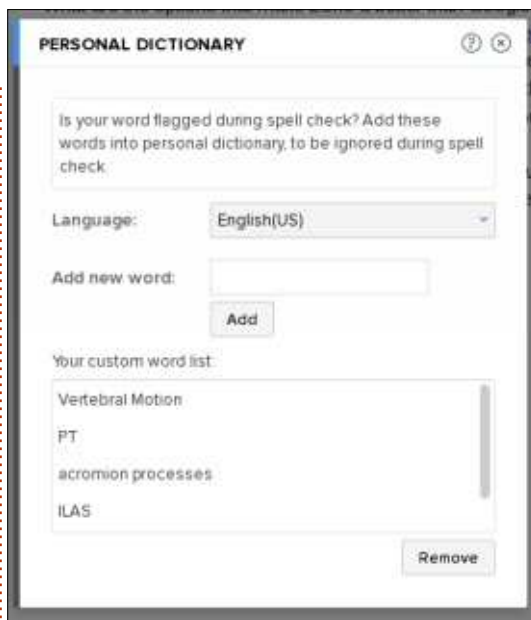 PERSONAL DICTIONARY
Is your word flagged during spell check? Add these
words into personal dictionary, to be ignored during spell
check
Language: English(US)
Add new word:
Add
Your custom word list
Vertebral Motion
PT
acromion processes
ILAS
Remove